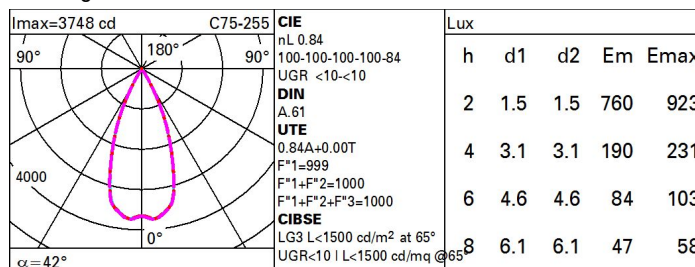 Imax=3748 cd C75-255
90° 180° 90°
4000
0°
α=42°
CIE
nL 0.84
100-100-100-100-84
UGR <10-<10
DIN
A.61
UTE
0.84A+0.00T
F"1=999
F"1+F"2=1000
F"1+F"2+F"3=1000
CIBSE
LG3 L<1500 cd/m² at 65°
UGR<10 | L<1500 cd/mq @65°
Lux
h d1 d2 Em Emax
2 1.5 1.5 760 923
4 3.1 3.1 190 231
6 4.6 4.6 84 103
8 6.1 6.1 47 58